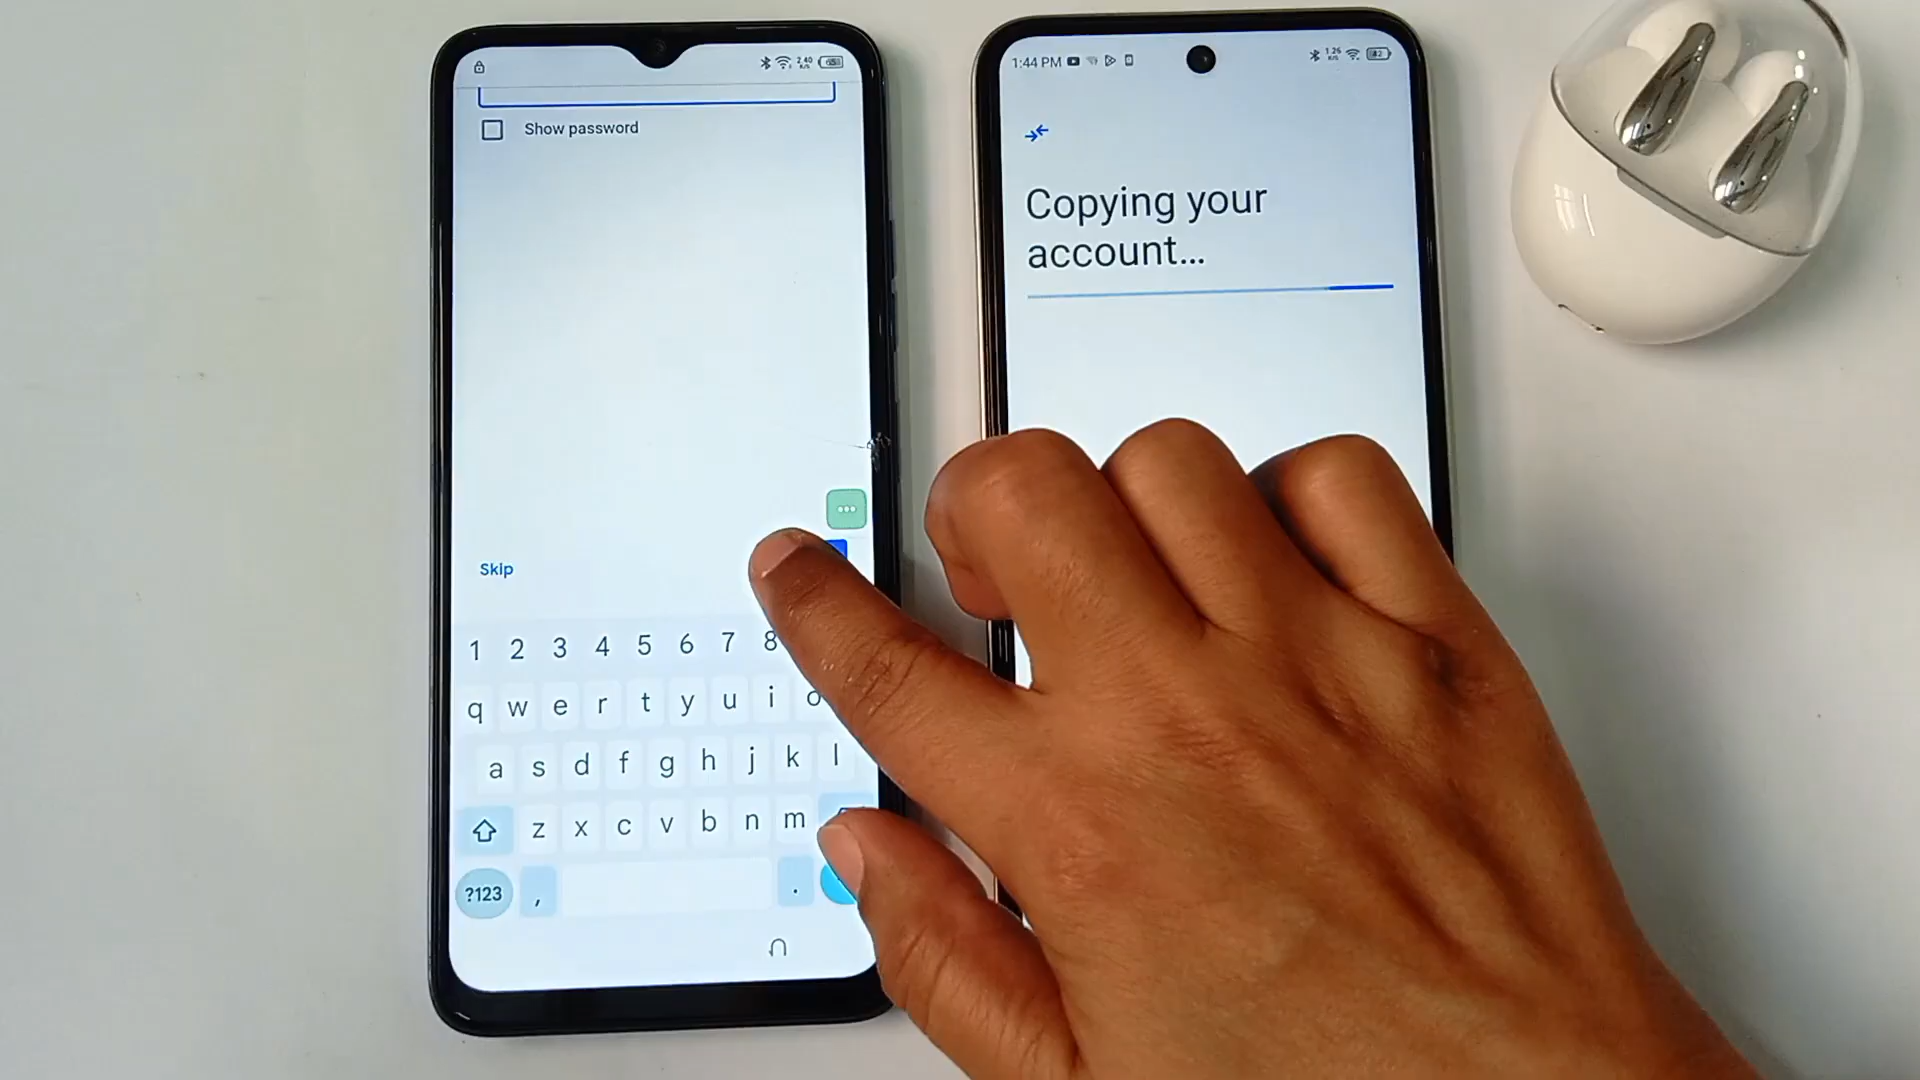 Show password
Skip
1 2 3 4 5 6 7 8
q w e r t y u i o
a s d f g h j k l
z x c v b n m
?123 , .
1:44 PM
Copying your
account...